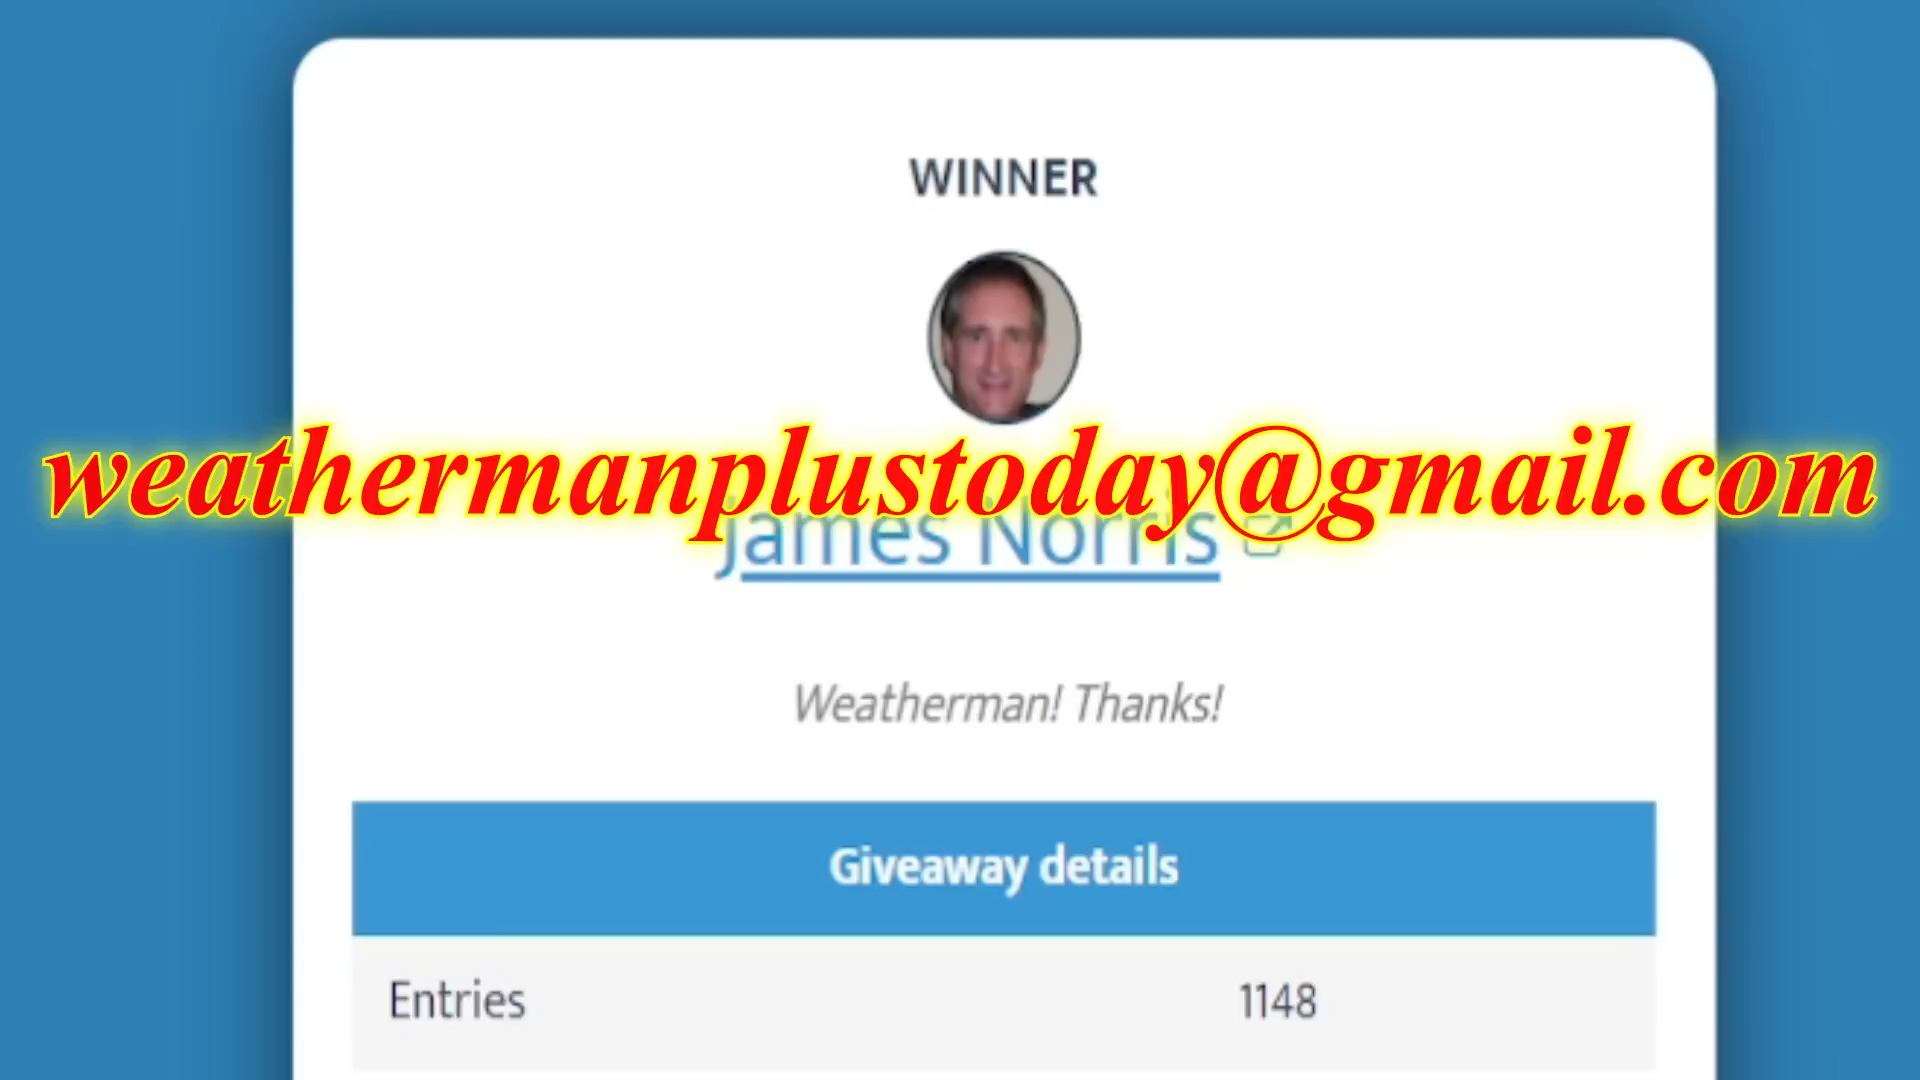 WINNER
weathermanplustoday@gmail.com
James Norris
Weatherman! Thanks!
Giveaway details
Entries 1148